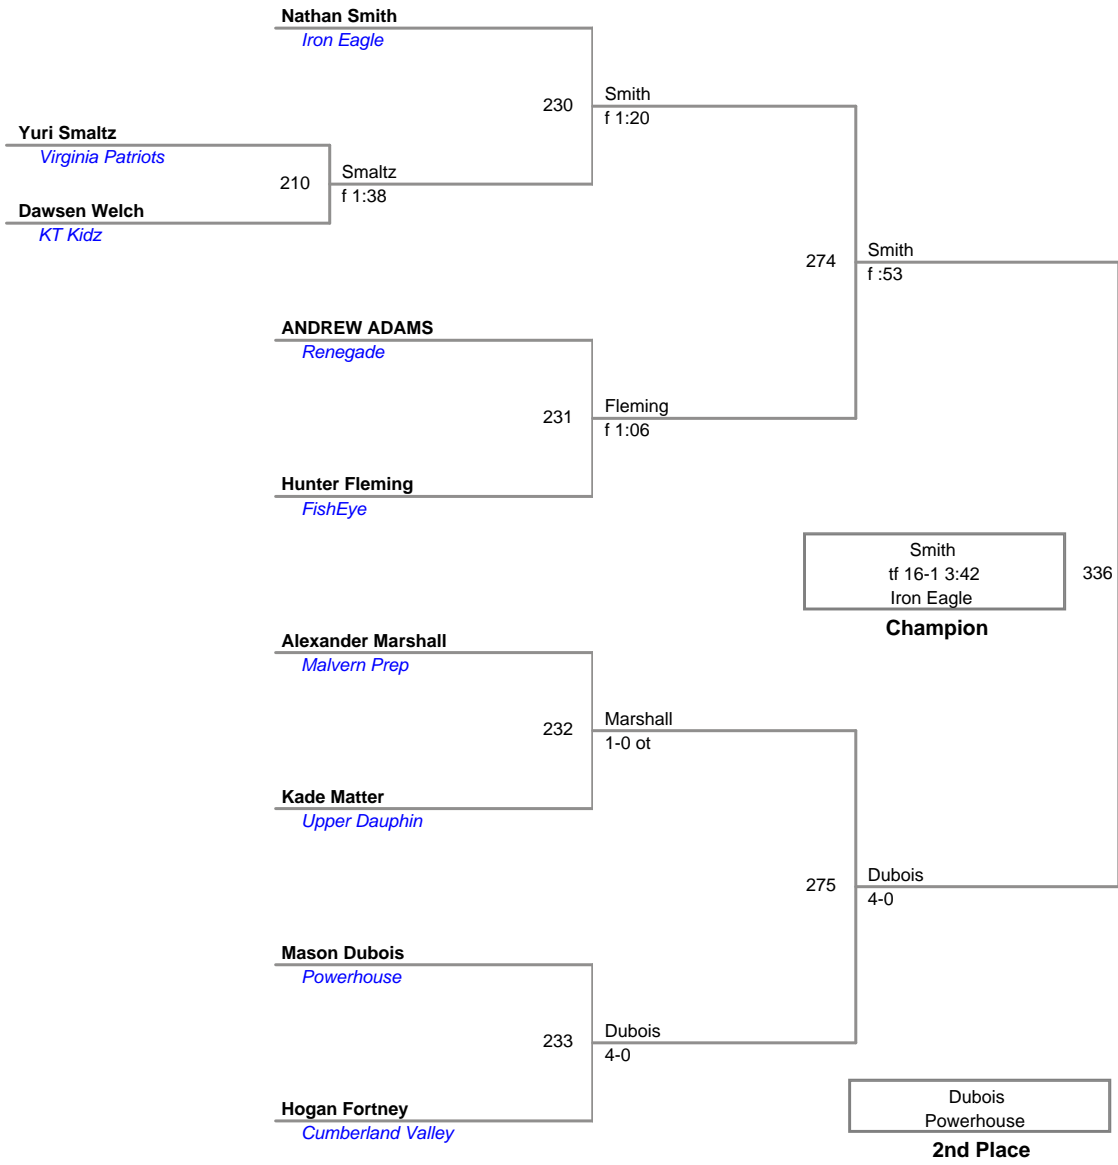 Nathan Smith
Iron Eagle
230
Smith
f 1:20
Yuri Smaltz
Virginia Patriots
210
Smaltz
f 1:38
Dawsen Welch
KT Kidz
274
Smith
f :53
ANDREW ADAMS
Renegade
231
Fleming
f 1:06
Hunter Fleming
FishEye
Smith
tf 16-1 3:42
Iron Eagle
336
Champion
Alexander Marshall
Malvern Prep
232
Marshall
1-0 ot
Kade Matter
Upper Dauphin
275
Dubois
4-0
Mason Dubois
Powerhouse
233
Dubois
4-0
Hogan Fortney
Cumberland Valley
Dubois
Powerhouse
2nd Place